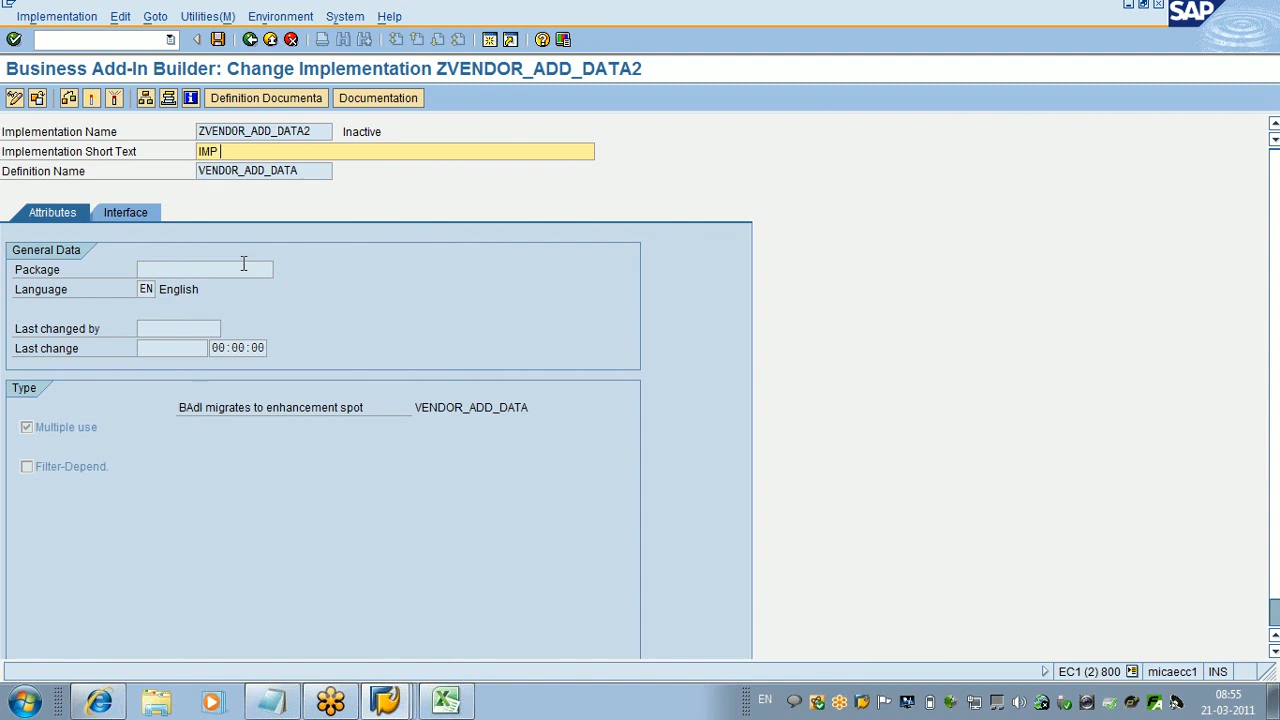 Implementation Edit Goto Utilities(M) Environment System Help
SAP
Business Add-In Builder: Change Implementation ZVENDOR_ADD_DATA2
Definition Documenta Documentation
Implementation Name ZVENDOR_ADD_DATA2 Inactive
Implementation Short Text IMP
Definition Name VENDOR_ADD_DATA
Attributes Interface
General Data
Package
Language EN English
Last changed by
Last change 00:00:00
Type
BAdI migrates to enhancement spot VENDOR_ADD_DATA
Multiple use
Filter-Depend.
EC1 (2) 800 micaecc1 INS
EN 08:55
21-03-2011